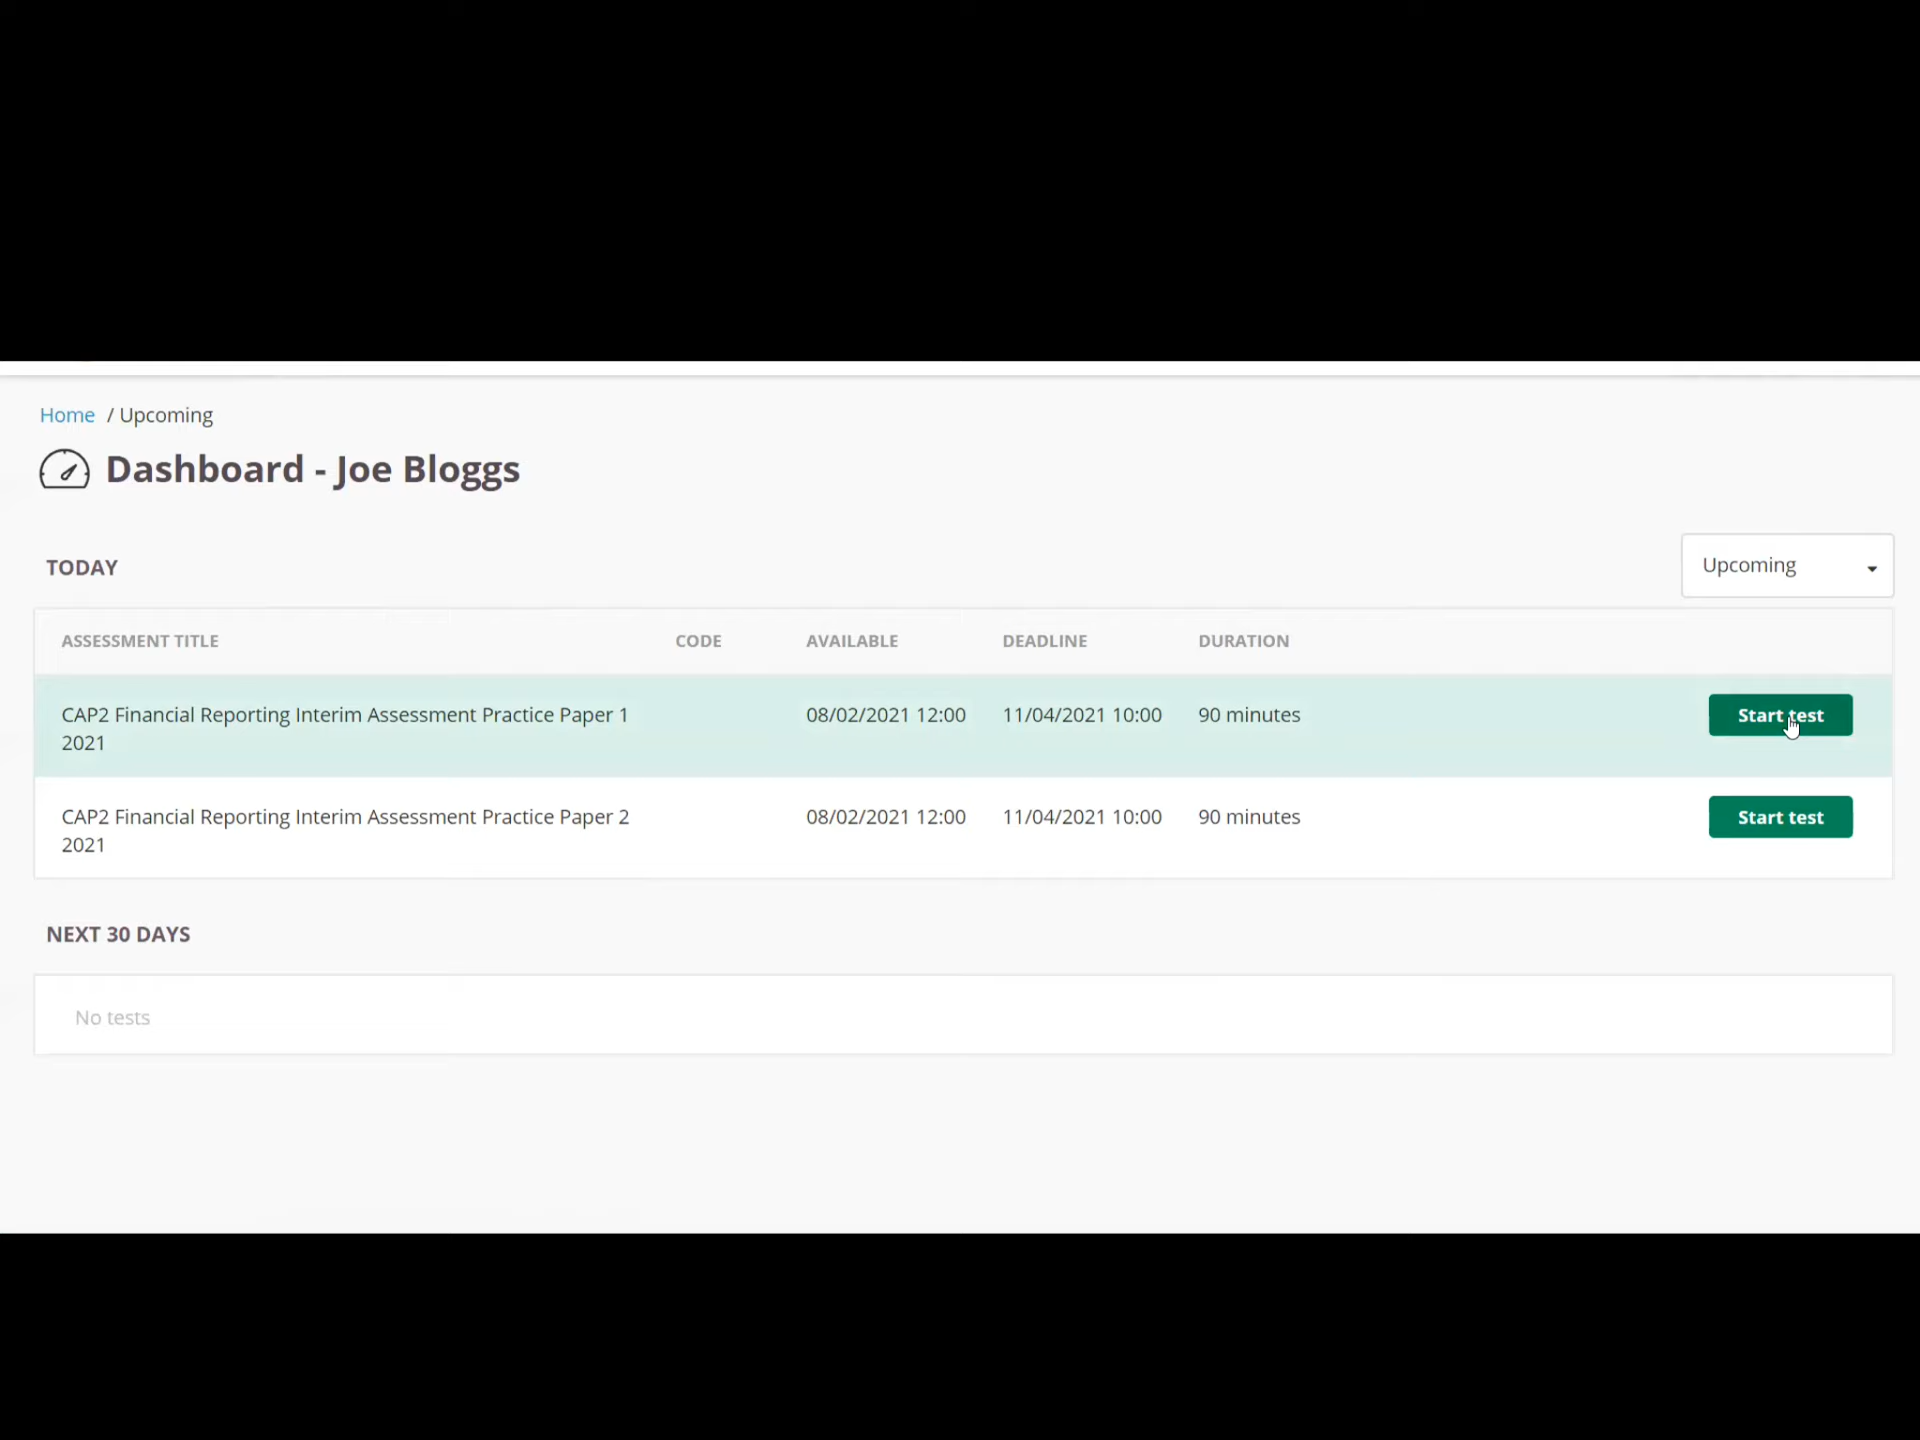 Home / Upcoming
Dashboard - Joe Bloggs
TODAY
Upcoming
ASSESSMENT TITLE CODE AVAILABLE DEADLINE DURATION
CAP2 Financial Reporting Interim Assessment Practice Paper 1 08/02/2021 12:00 11/04/2021 10:00 90 minutes Start test
2021
CAP2 Financial Reporting Interim Assessment Practice Paper 2 08/02/2021 12:00 11/04/2021 10:00 90 minutes Start test
2021
NEXT 30 DAYS
No tests